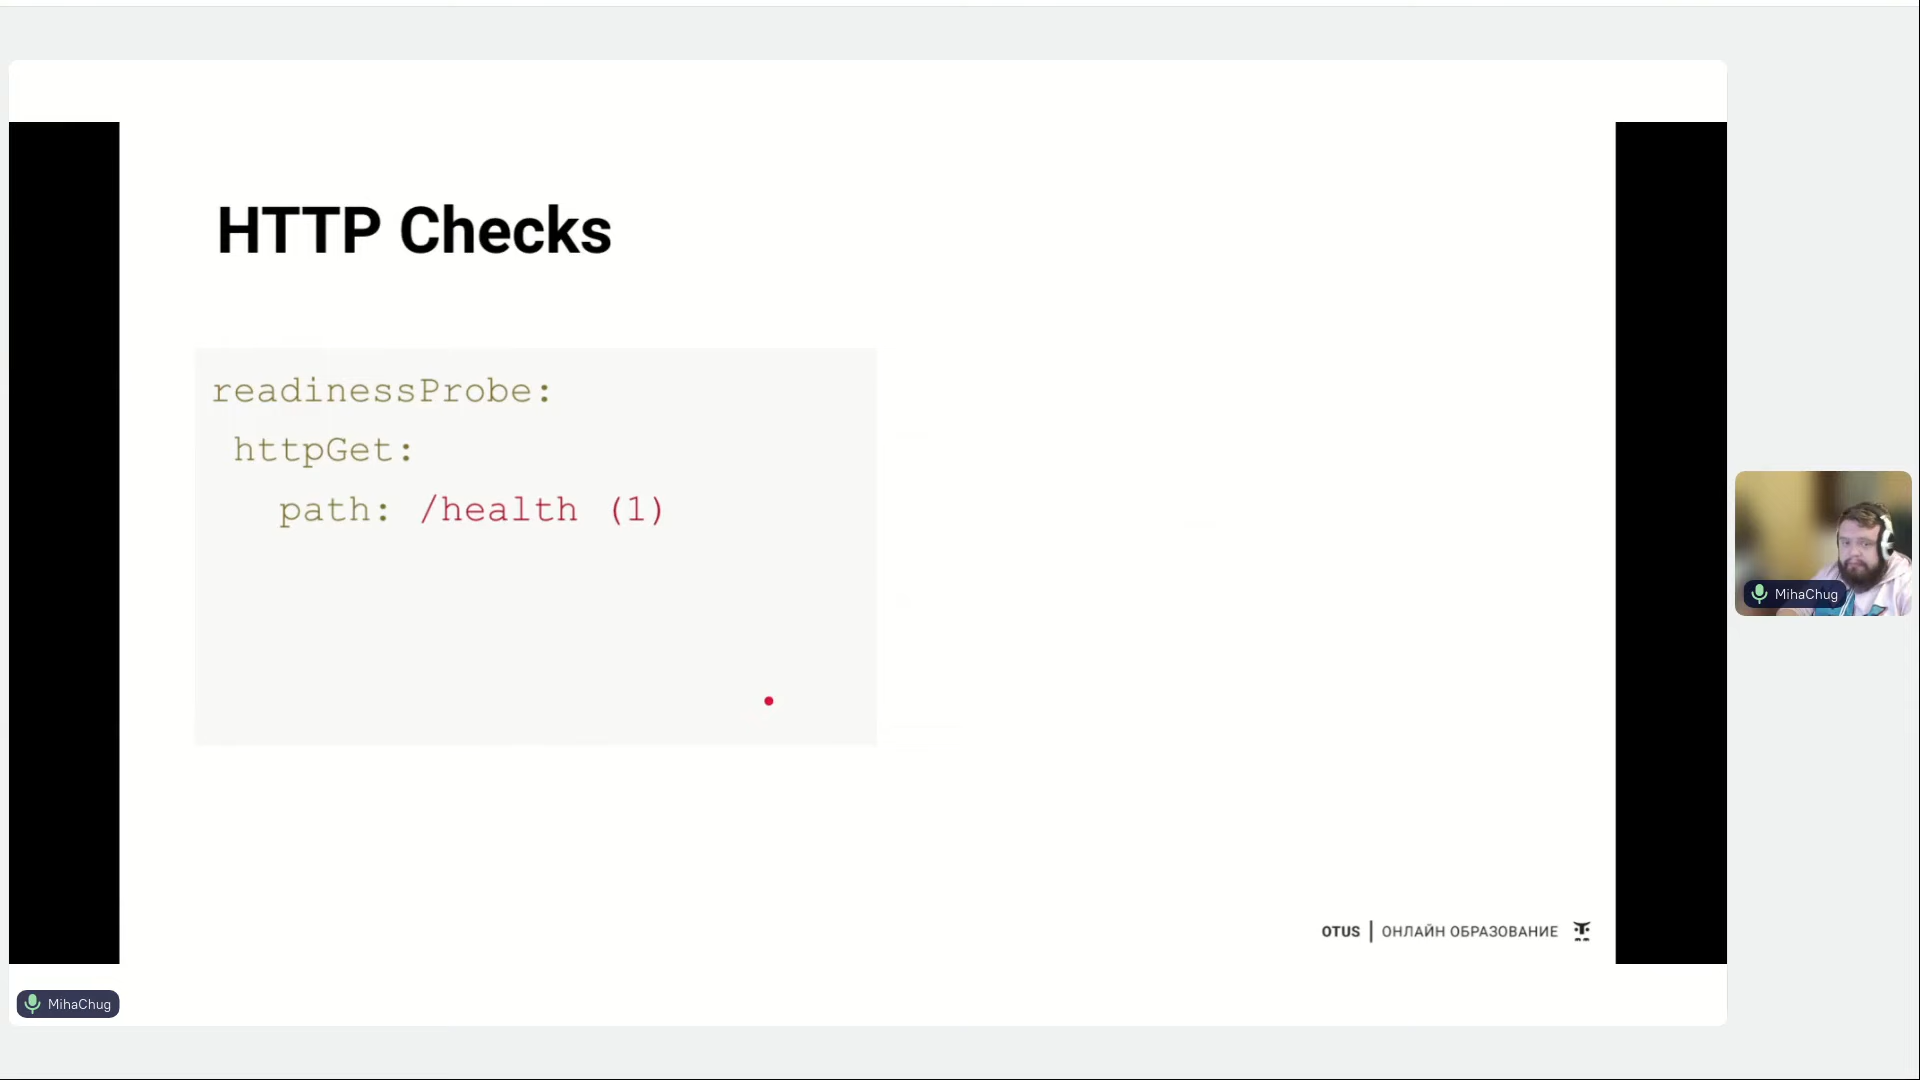 HTTP Checks
readinessProbe:
httpGet:
path: /health (1)
OTUS | ОНЛАЙН ОБРАЗОВАНИЕ
MihaChug
MihaChug